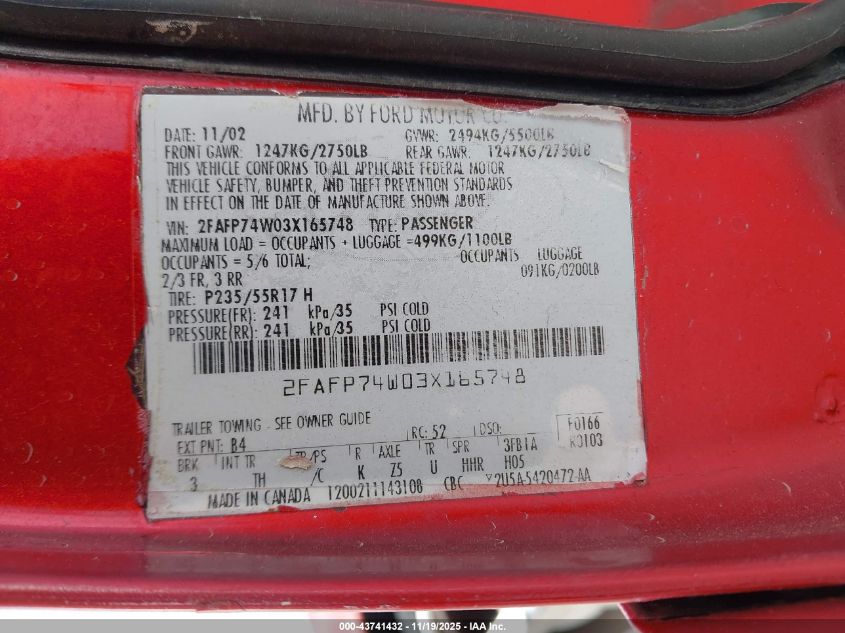 MFD. BY FORD MOTOR CO.
DATE: 11/02 GVWR: 2494KG/5500LB
FRONT GAWR: 1247KG/2750LB REAR GAWR: 1247KG/2750LB
THIS VEHICLE CONFORMS TO ALL APPLICABLE FEDERAL MOTOR
VEHICLE SAFETY, BUMPER, AND THEFT PREVENTION STANDARDS
IN EFFECT ON THE DATE OF MANUFACTURE SHOWN ABOVE.
VIN: 2FAFP74W03X165748 TYPE: PASSENGER
MAXIMUM LOAD = OCCUPANTS + LUGGAGE =499KG/1100LB
OCCUPANTS = 5/6 TOTAL; OCCUPANTS LUGGAGE
2/3 FR, 3 RR 091KG/0200LB
TIRE: P235/55R17 H
PRESSURE(FR): 241 kPa/35 PSI COLD
PRESSURE(RR): 241 kPa/35 PSI COLD
2FAFP74W03X165748
TRAILER TOWING - SEE OWNER GUIDE
EXT PNT: B4 RC: 52 DSO: F0166
K0103
BRK INT TR TP/PS R AXLE TR SPR 3FB1A
3 TH /C K Z5 U HHR H05
MADE IN CANADA 1200211143108 CBC 2U5A-5420472-AA
000-43741432 - 11/19/2025 - IAAI.COM